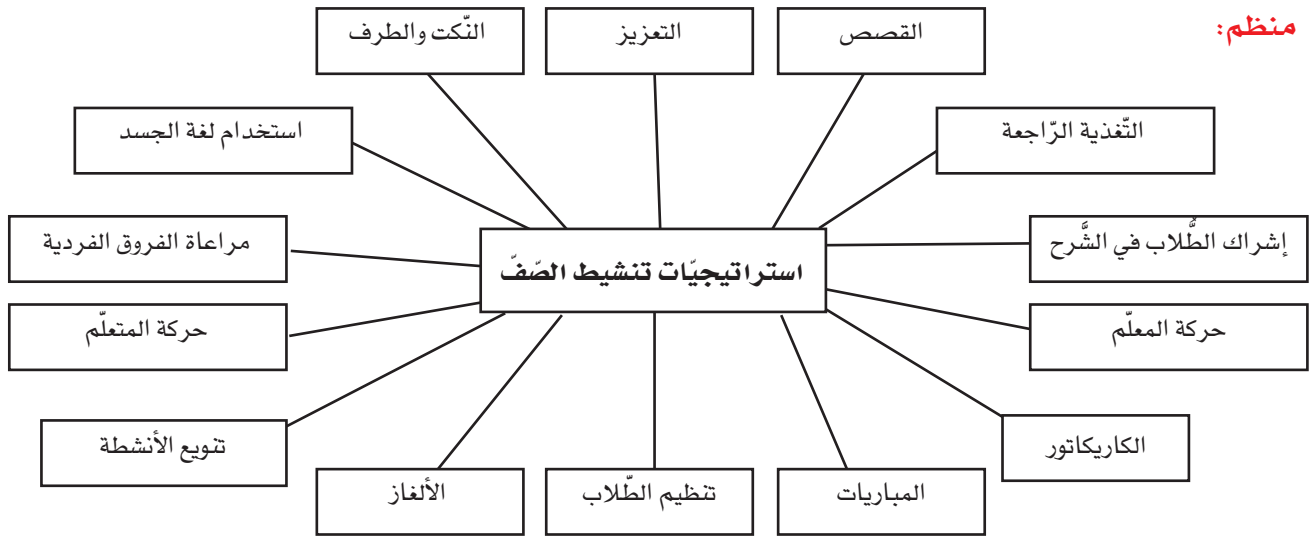 منظم:
القصص
التعزيز
النّكت والطرف
التّغذية الرّاجعة
استخدام لغة الجسد
إشراك الطُّلاب في الشَّرح
مراعاة الفروق الفردية
استراتيجيّات تنشيط الصّفّ
حركة المعلّم
حركة المتعلّم
الكاريكاتور
تنويع الأنشطة
المباريات
تنظيم الطّلاب
الألغاز